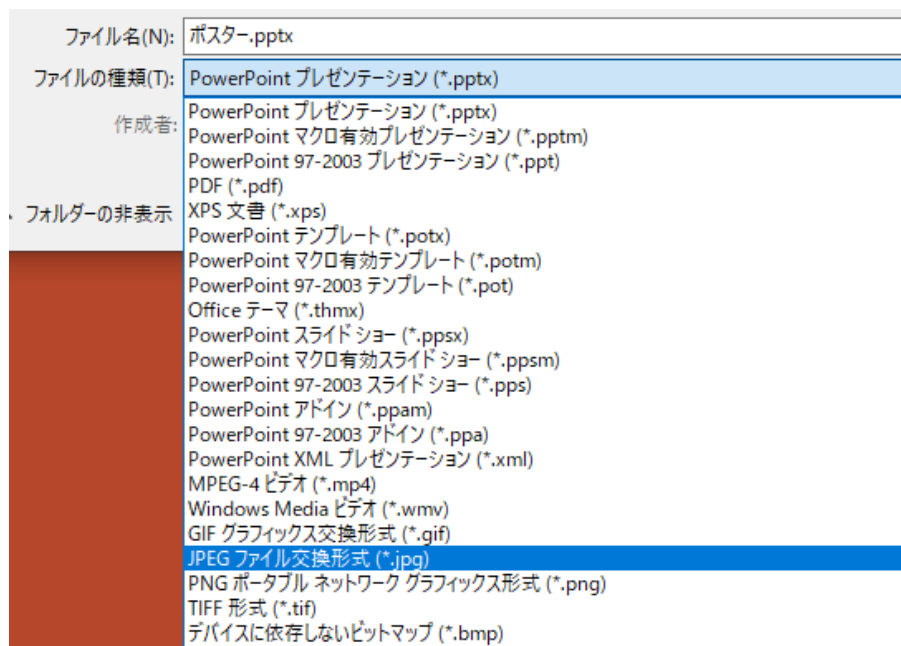 ファイル名(N): ポスター.pptx
ファイルの種類(T): PowerPoint プレゼンテーション (*.pptx)
作成者:
フォルダーの非表示
PowerPoint プレゼンテーション (*.pptx)
PowerPoint マクロ有効プレゼンテーション (*.pptm)
PowerPoint 97-2003 プレゼンテーション (*.ppt)
PDF (*.pdf)
XPS 文書 (*.xps)
PowerPoint テンプレート (*.potx)
PowerPoint マクロ有効テンプレート (*.potm)
PowerPoint 97-2003 テンプレート (*.pot)
Office テーマ (*.thmx)
PowerPoint スライド ショー (*.ppsx)
PowerPoint マクロ有効スライド ショー (*.ppsm)
PowerPoint 97-2003 スライド ショー (*.pps)
PowerPoint アドイン (*.ppam)
PowerPoint 97-2003 アドイン (*.ppa)
PowerPoint XML プレゼンテーション (*.xml)
MPEG-4 ビデオ (*.mp4)
Windows Media ビデオ (*.wmv)
GIF グラフィックス交換形式 (*.gif)
JPEG ファイル交換形式 (*.jpg)
PNG ポータブル ネットワーク グラフィックス形式 (*.png)
TIFF 形式 (*.tif)
デバイスに依存しないビットマップ (*.bmp)